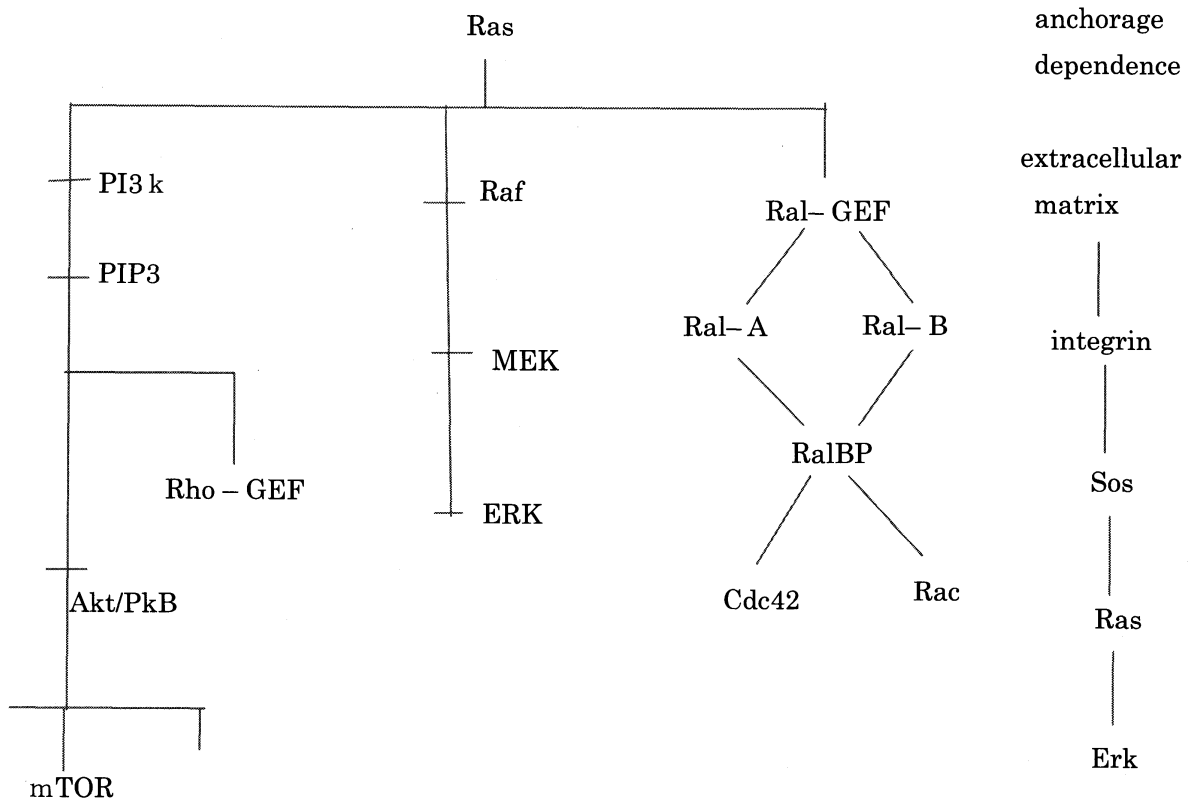 Ras
PI3 k
PIP3
Rho – GEF
Akt/PkB
mTOR
Raf
MEK
ERK
Ral– GEF
Ral– A
Ral– B
RalBP
Cdc42
Rac
anchorage
dependence
extracellular
matrix
integrin
Sos
Ras
Erk